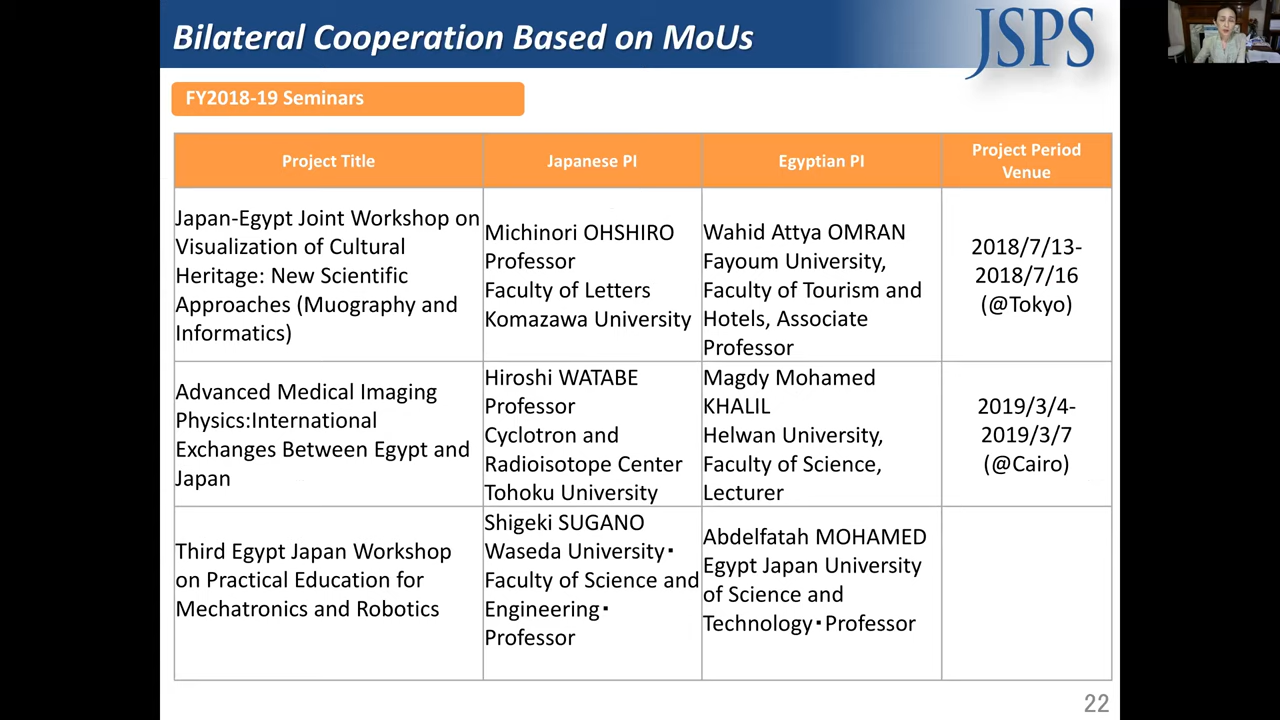 Bilateral Cooperation Based on MoUs
JSPS
FY2018-19 Seminars
Project Title
Japanese PI
Egyptian PI
Project Period
Venue
Japan-Egypt Joint Workshop on
Visualization of Cultural
Heritage: New Scientific
Approaches (Muography and
Informatics)
Michinori OHSHIRO
Professor
Faculty of Letters
Komazawa University
Wahid Attya OMRAN
Fayoum University,
Faculty of Tourism and
Hotels, Associate
Professor
2018/7/13-
2018/7/16
(@Tokyo)
Advanced Medical Imaging
Physics:International
Exchanges Between Egypt and
Japan
Hiroshi WATABE
Professor
Cyclotron and
Radioisotope Center
Tohoku University
Magdy Mohamed
KHALIL
Helwan University,
Faculty of Science,
Lecturer
2019/3/4-
2019/3/7
(@Cairo)
Third Egypt Japan Workshop
on Practical Education for
Mechatronics and Robotics
Shigeki SUGANO
Waseda University・
Faculty of Science and
Engineering・
Professor
Abdelfatah MOHAMED
Egypt Japan University
of Science and
Technology・Professor
22